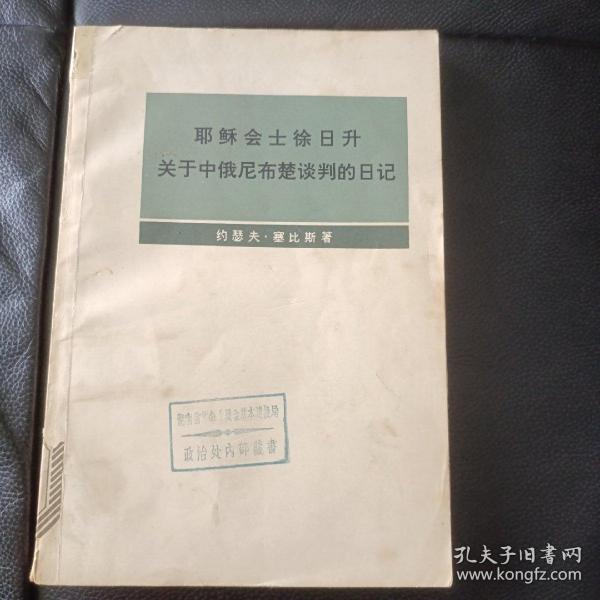 耶稣会士徐日升
关于中俄尼布楚谈判的日记
约瑟夫·塞比斯著
政治处内部藏书
孔夫子旧书网
www.kongfz.com